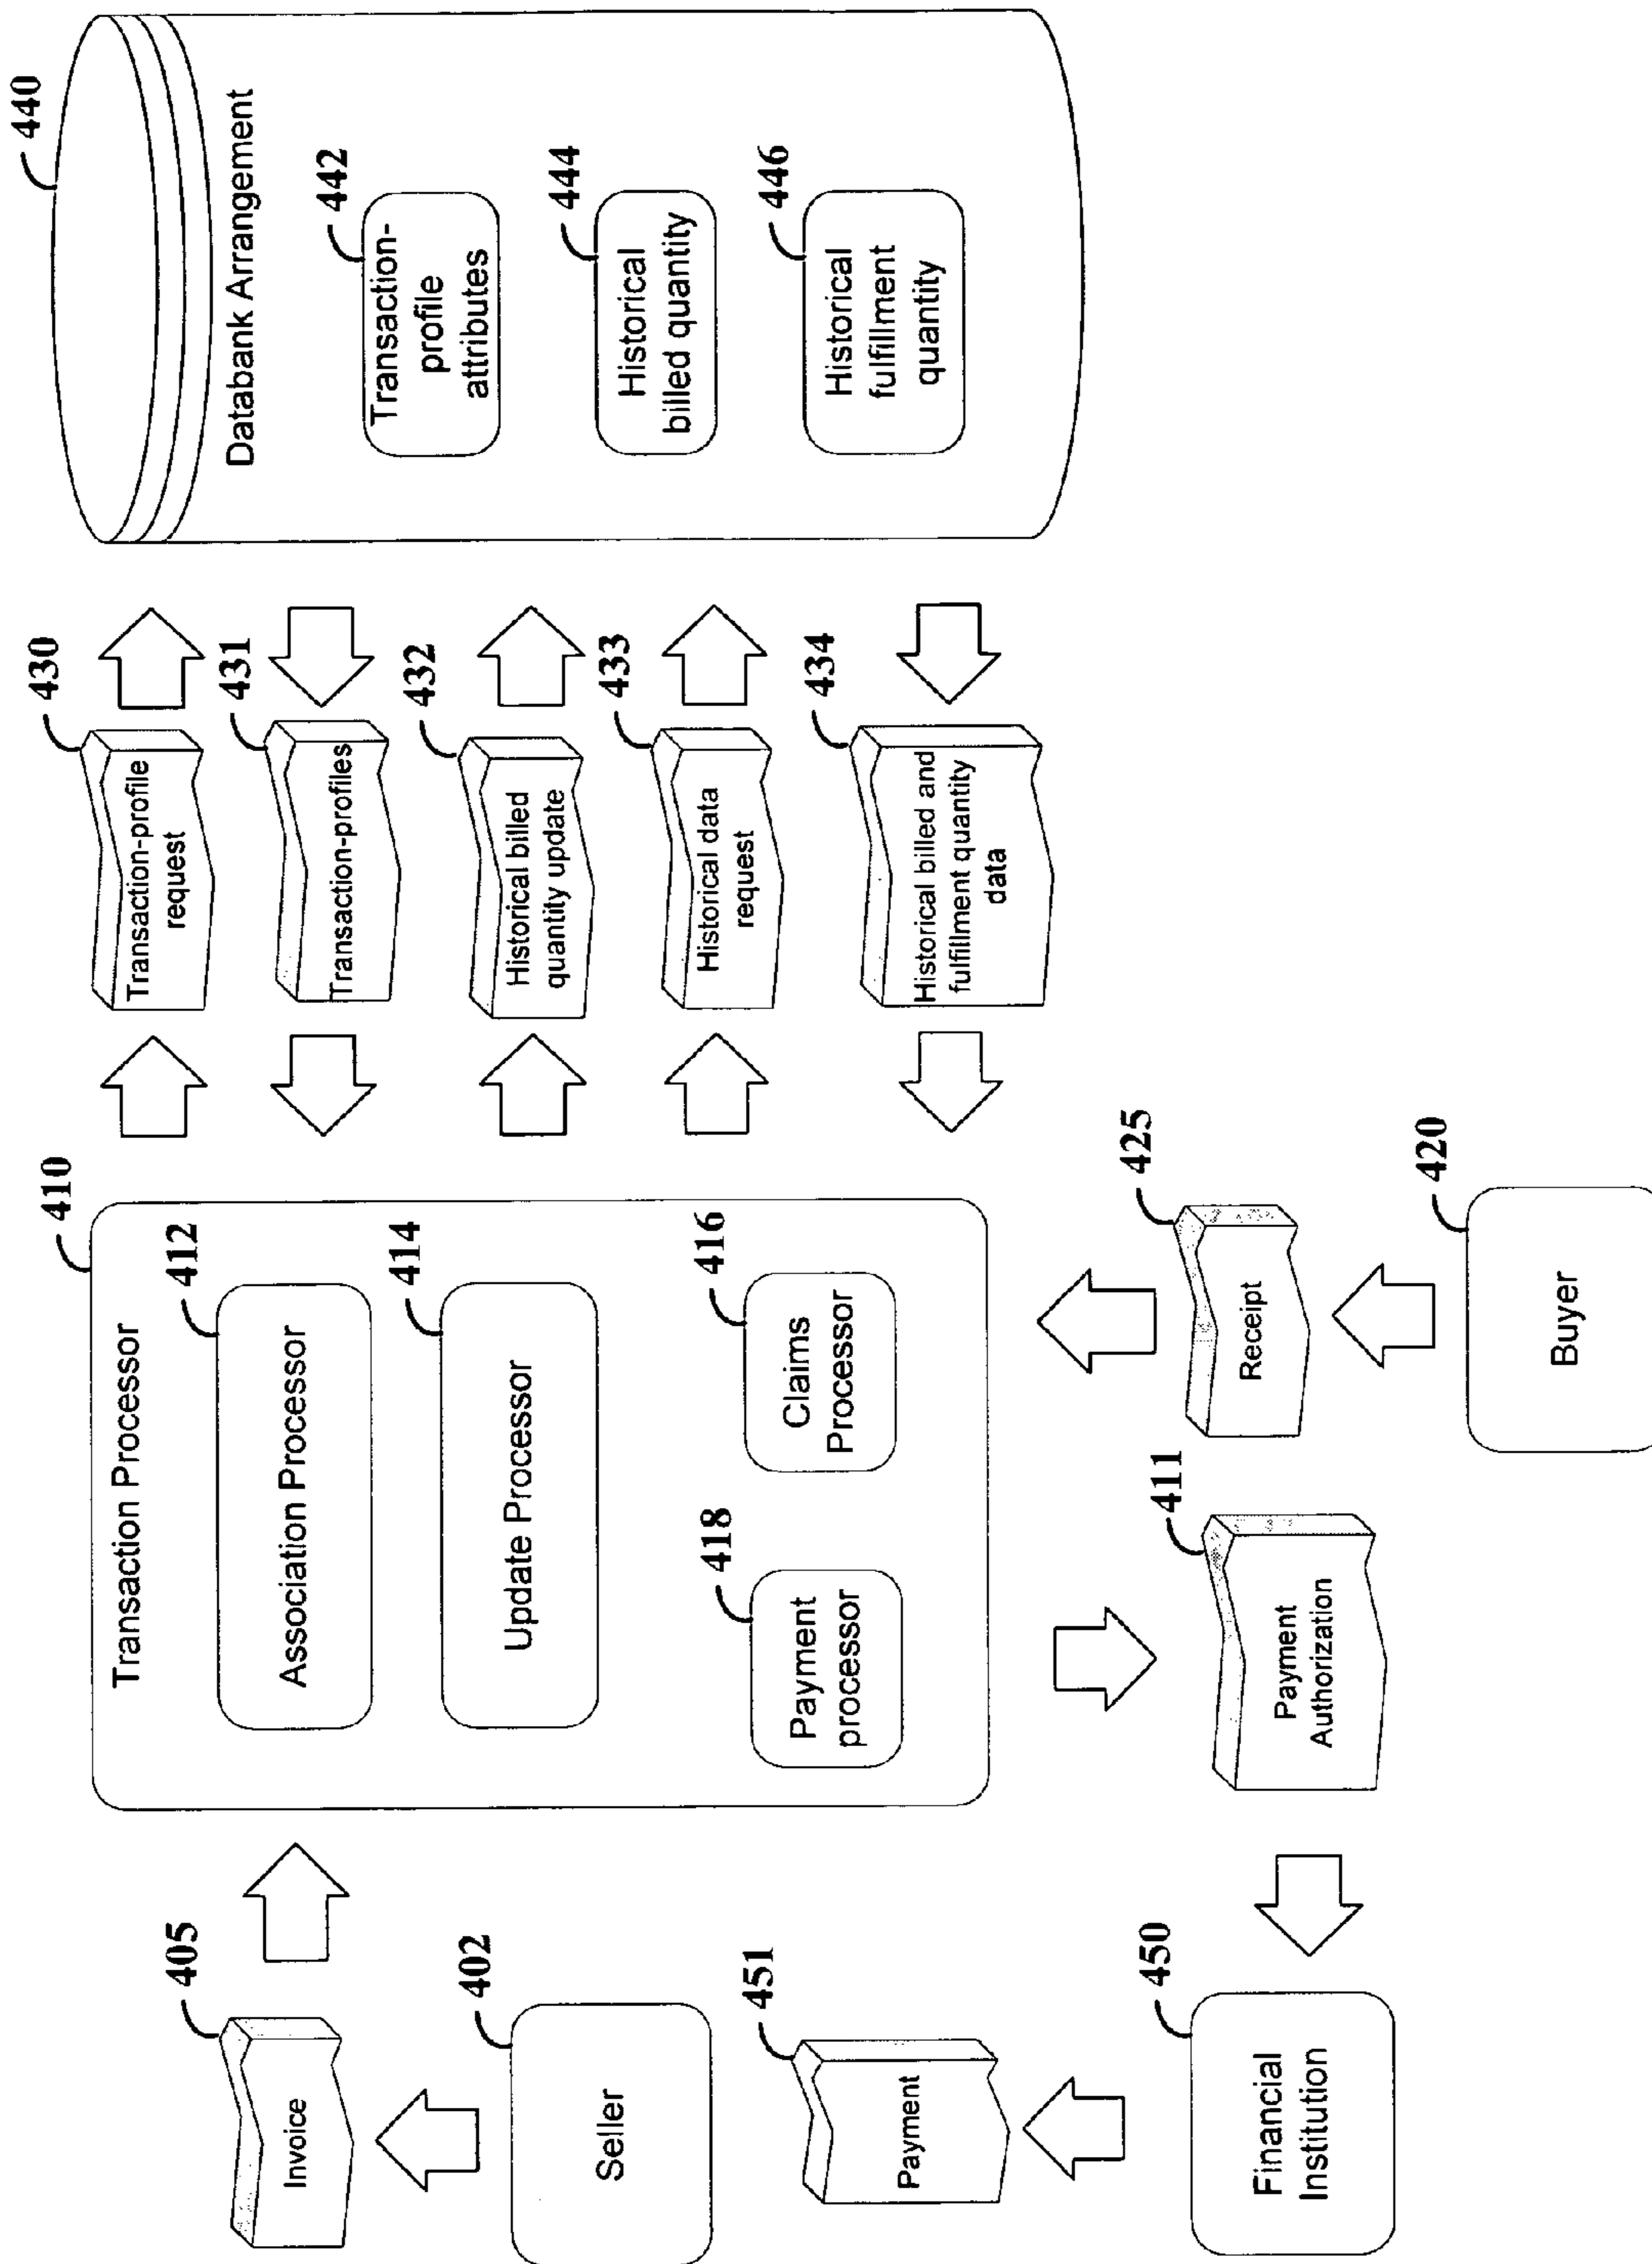 405
Invoice
402
Seller
451
Payment
450
Financial
Institution
410
Transaction Processor
412
Association Processor
414
Update Processor
418
Payment
processor
416
Claims
Processor
411
Payment
Authorization
425
Receipt
420
Buyer
430
Transaction-profile
request
431
Transaction-profiles
432
Historical billed
quantity update
433
Historical data
request
434
Historical billed and
fulfillment quantity
data
440
Databank Arrangement
442
Transaction-
profile
attributes
444
Historical
billed quantity
446
Historical
fulfillment
quantity